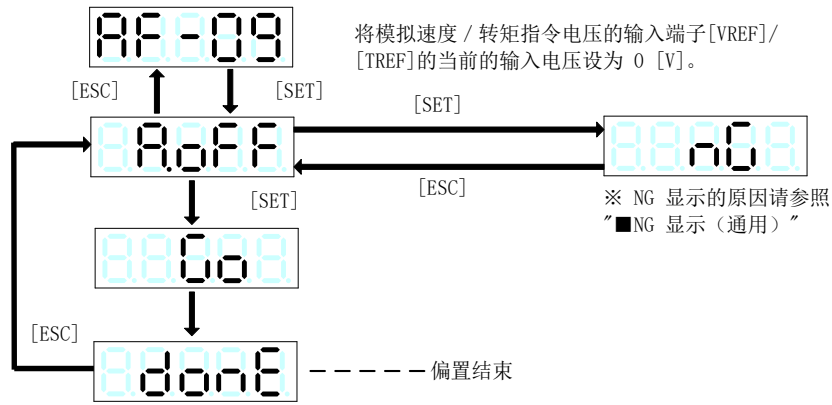 AF-09
将模拟速度／转矩指令电压的输入端子[VREF]/
[TREF]的当前的输入电压设为 0 [V]。
[ESC]
[SET]
[SET]
A.oFF
nG
[ESC]
[SET]
※ NG 显示的原因请参照
"■NG 显示（通用）"
Go
[ESC]
donE
偏置结束